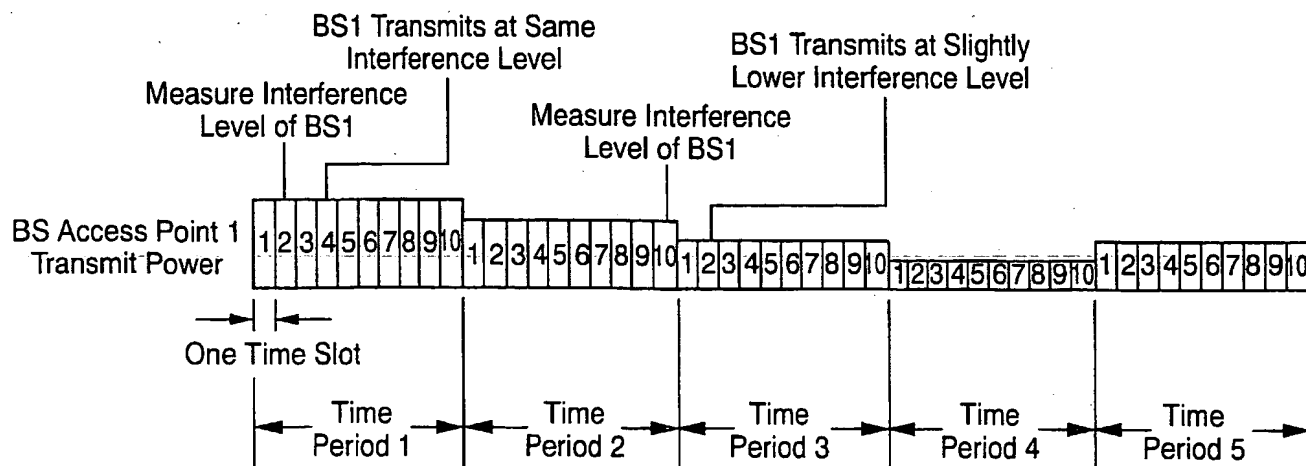 BS1 Transmits at Same
Interference Level
BS1 Transmits at Slightly
Lower Interference Level
Measure Interference
Level of BS1
Measure Interference
Level of BS1
BS Access Point 1
Transmit Power
1 2 3 4 5 6 7 8 9 10
1 2 3 4 5 6 7 8 9 10
1 2 3 4 5 6 7 8 9 10
1 2 3 4 5 6 7 8 9 10
1 2 3 4 5 6 7 8 9 10
One Time Slot
Time
Period 1
Time
Period 2
Time
Period 3
Time
Period 4
Time
Period 5